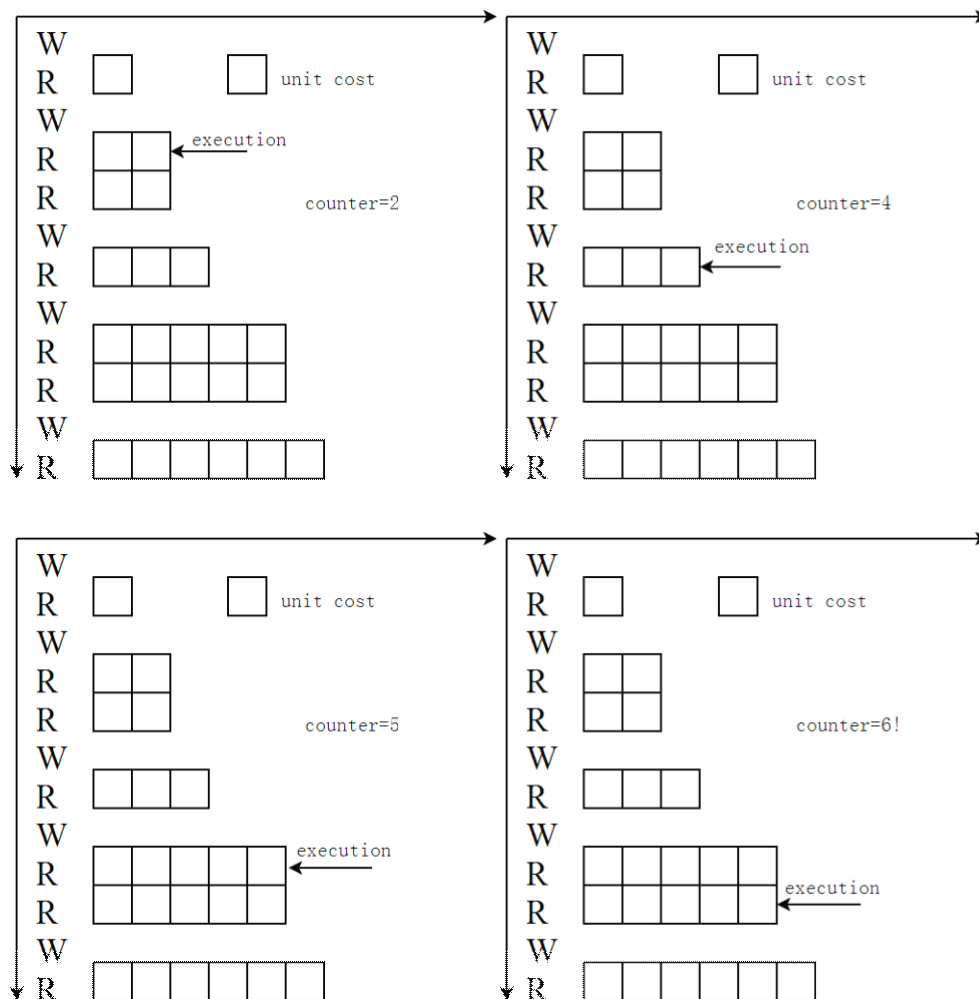 W
R unit cost
W
R execution
R counter=2
W
R
W
R
R
W
R
W
R unit cost
W
R
R counter=4
W execution
R
W
R
R
W
R
W
R unit cost
W
R
R counter=5
W
R
W
R execution
R
W
R
W
R unit cost
W
R
R counter=6!
W
R
W
R
R execution
W
R